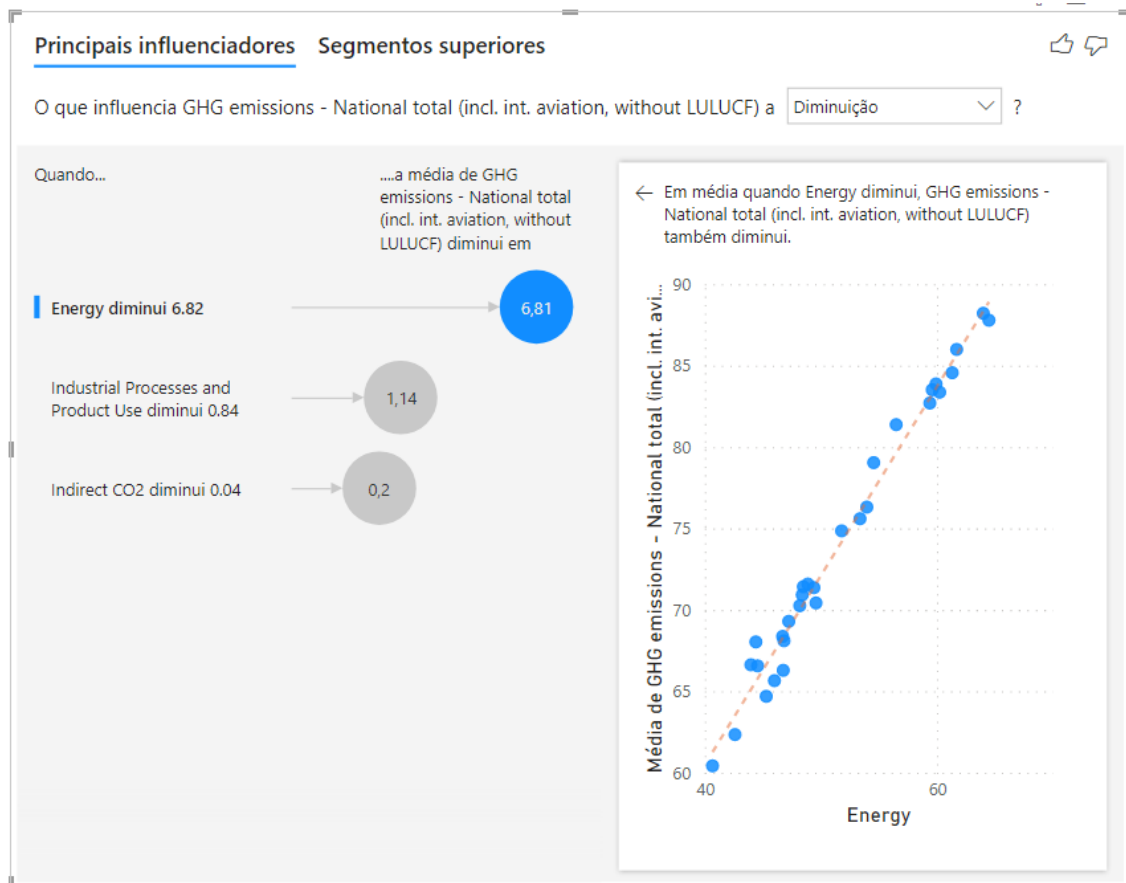 Principais influenciadores Segmentos superiores
O que influencia GHG emissions - National total (incl. int. aviation, without LULUCF) a Diminuição ?
Quando...
....a média de GHG
emissions - National total
(incl. int. aviation, without
LULUCF) diminui em
Energy diminui 6.82
6,81
Industrial Processes and
Product Use diminui 0.84
1,14
Indirect CO2 diminui 0.04
0,2
Em média quando Energy diminui, GHG emissions -
National total (incl. int. aviation, without LULUCF)
também diminui.
Média de GHG emissions - National total (incl. int. avi...
90
85
80
75
70
65
60
40 60
Energy